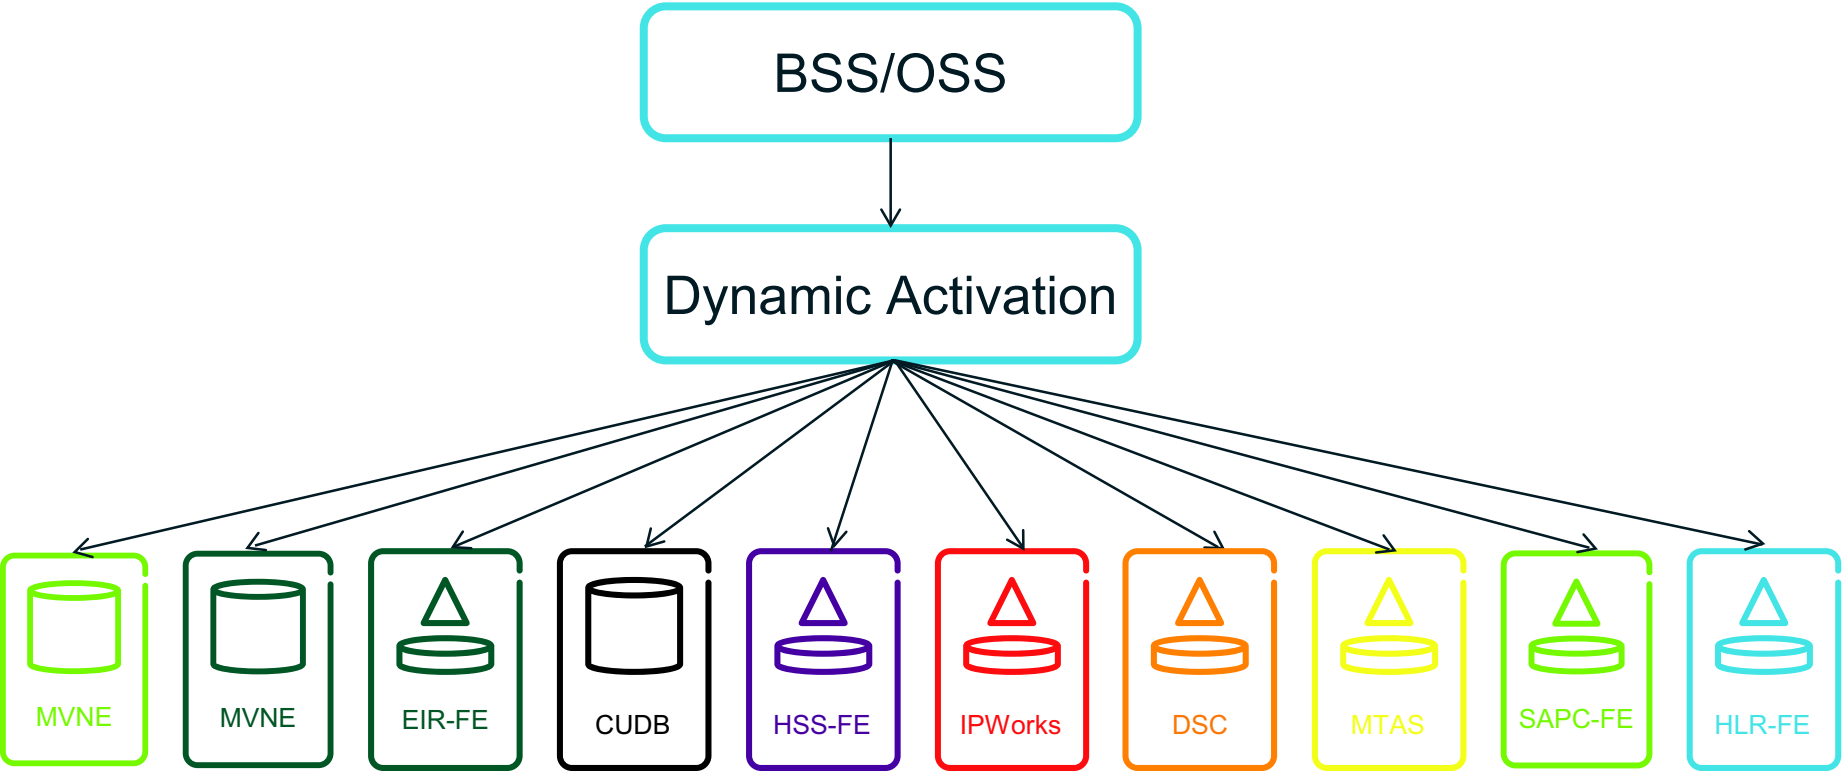 BSS/OSS
Dynamic Activation
MVNE
MVNE
EIR-FE
CUDB
HSS-FE
IPWorks
DSC
MTAS
SAPC-FE
HLR-FE